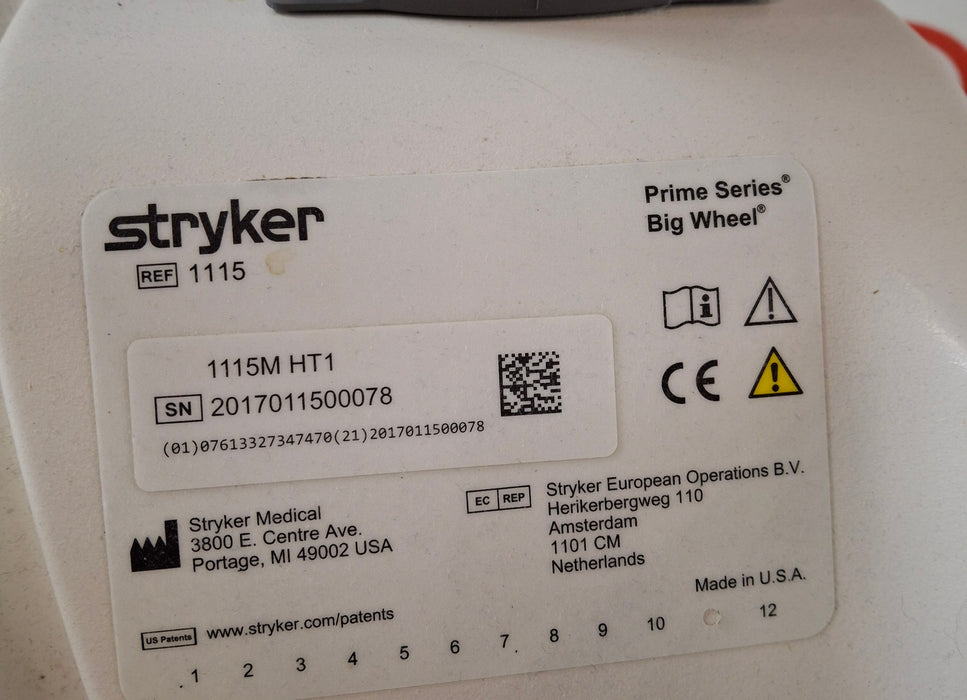 stryker
REF 1115
Prime Series®
Big Wheel®
1115M HT1
SN 2017011500078
(01)07613327347470(21)2017011500078
CE
Stryker Medical
3800 E. Centre Ave.
Portage, MI 49002 USA
EC REP
Stryker European Operations B.V.
Herikerbergweg 110
Amsterdam
1101 CM
Netherlands
Made in U.S.A.
US Patents www.stryker.com/patents
1 2 3 4 5 6 7 8 9 10 12